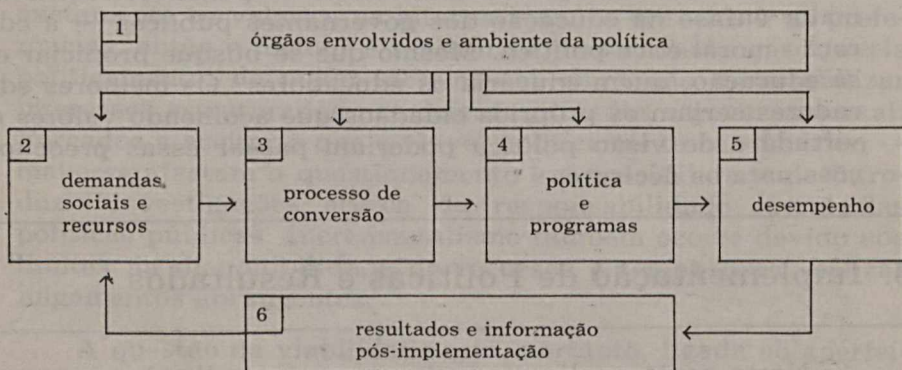 1
órgãos envolvidos e ambiente da política
2
demandas
sociais e
recursos
3
processo de
conversão
4
política
e
programas
5
desempenho
6
resultados e informação
pós-implementação